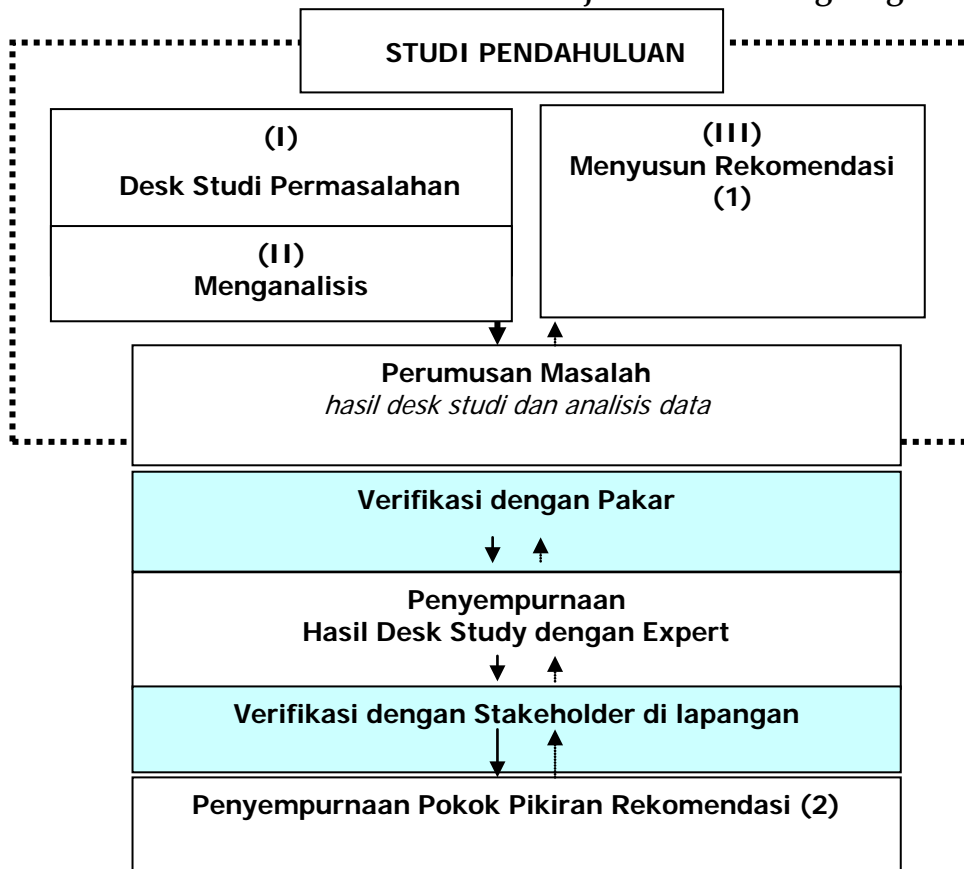 STUDI PENDAHULUAN
(I)
Desk Studi Permasalahan
(II)
Menganalisis
(III)
Menyusun Rekomendasi
(1)
Perumusan Masalah
hasil desk studi dan analisis data
Verifikasi dengan Pakar
Penyempurnaan
Hasil Desk Study dengan Expert
Verifikasi dengan Stakeholder di lapangan
Penyempurnaan Pokok Pikiran Rekomendasi (2)